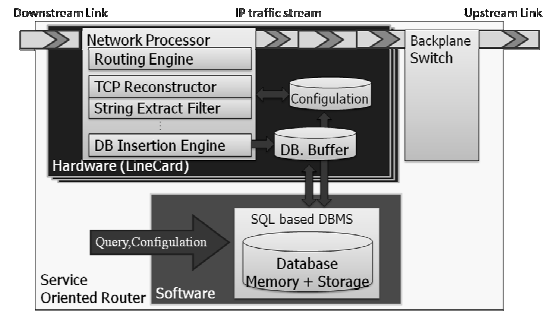 Downstream Link IP traffic stream Upstream Link
Network Processor
Routing Engine
TCP Reconstructor
String Extract Filter
DB Insertion Engine
Hardware (LineCard)
Configulation
DB. Buffer
Backplane
Switch
Query,Configulation
SQL based DBMS
Database
Memory + Storage
Software
Service
Oriented Router